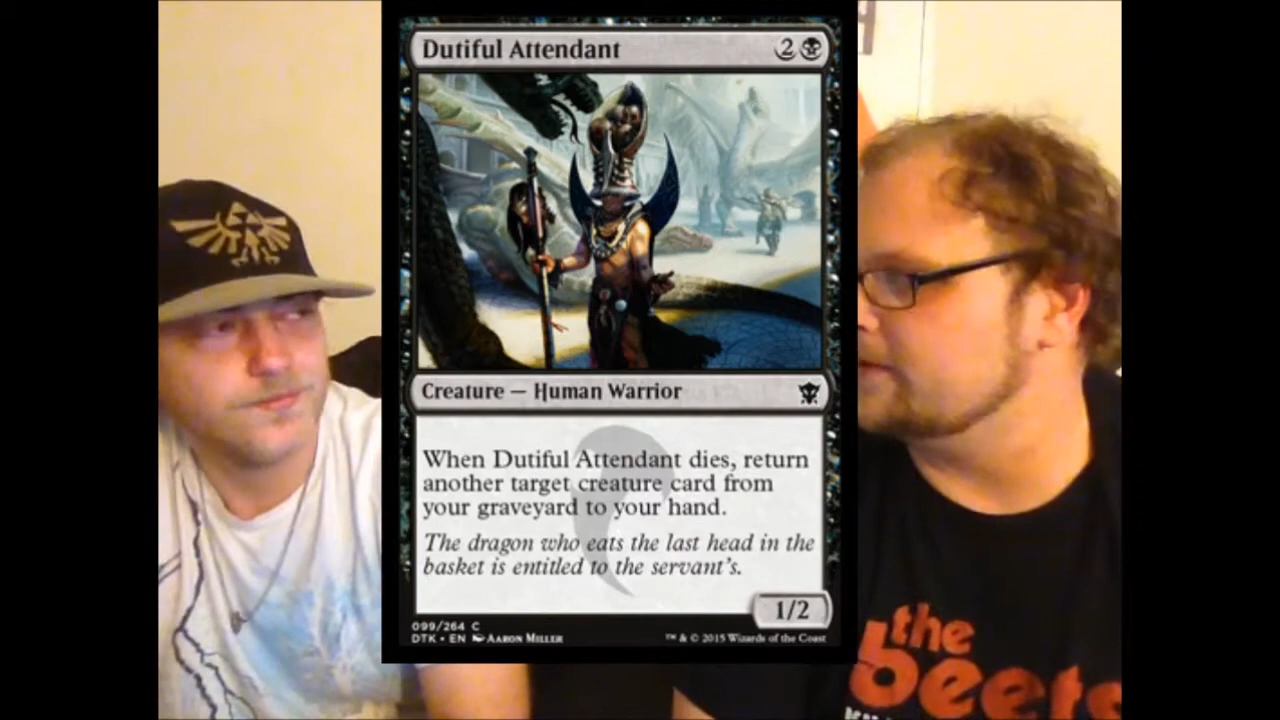 Dutiful Attendant 2
Creature — Human Warrior
When Dutiful Attendant dies, return
another target creature card from
your graveyard to your hand.
The dragon who eats the last head in the
basket is entitled to the servant's.
1/2
099/264 C
DTK • EN Aaron Miller
™ & © 2015 Wizards of the Coast
the
beets